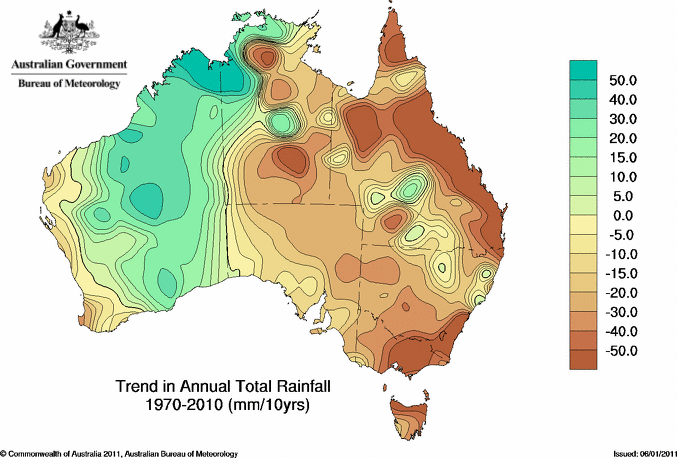 Australian Government
Bureau of Meteorology
50.0
40.0
30.0
20.0
15.0
10.0
5.0
0.0
-5.0
-10.0
-15.0
-20.0
-30.0
-40.0
-50.0
Trend in Annual Total Rainfall
1970-2010 (mm/10yrs)
© Commonwealth of Australia 2011, Australian Bureau of Meteorology
Issued: 06/01/2011